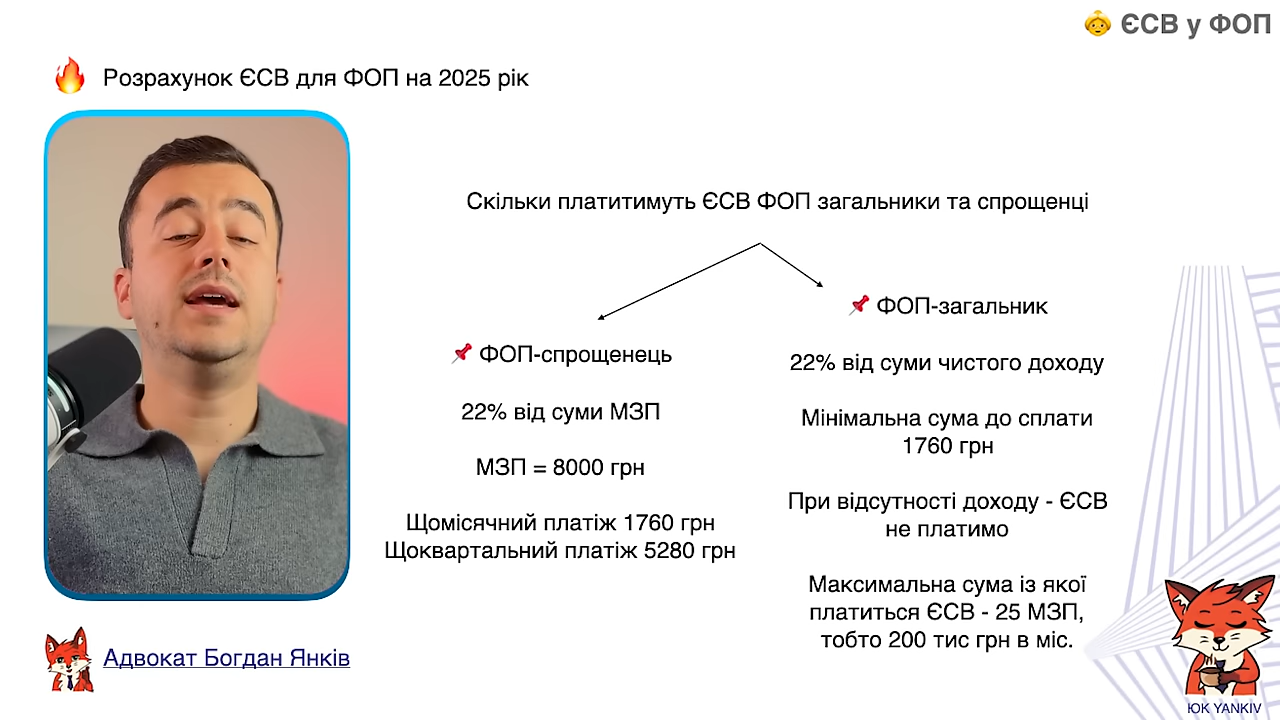 ЄСВ у ФОП
Розрахунок ЄСВ для ФОП на 2025 рік
Скільки платитимуть ЄСВ ФОП загальники та спрощенці
ФОП-спрощенець
22% від суми МЗП
МЗП = 8000 грн
Щомісячний платіж 1760 грн
Щоквартальний платіж 5280 грн
ФОП-загальник
22% від суми чистого доходу
Мінімальна сума до сплати
1760 грн
При відсутності доходу - ЄСВ
не платимо
Максимальна сума із якої
платиться ЄСВ - 25 МЗП,
тобто 200 тис грн в міс.
Адвокат Богдан Янків
ЮК YANKIV